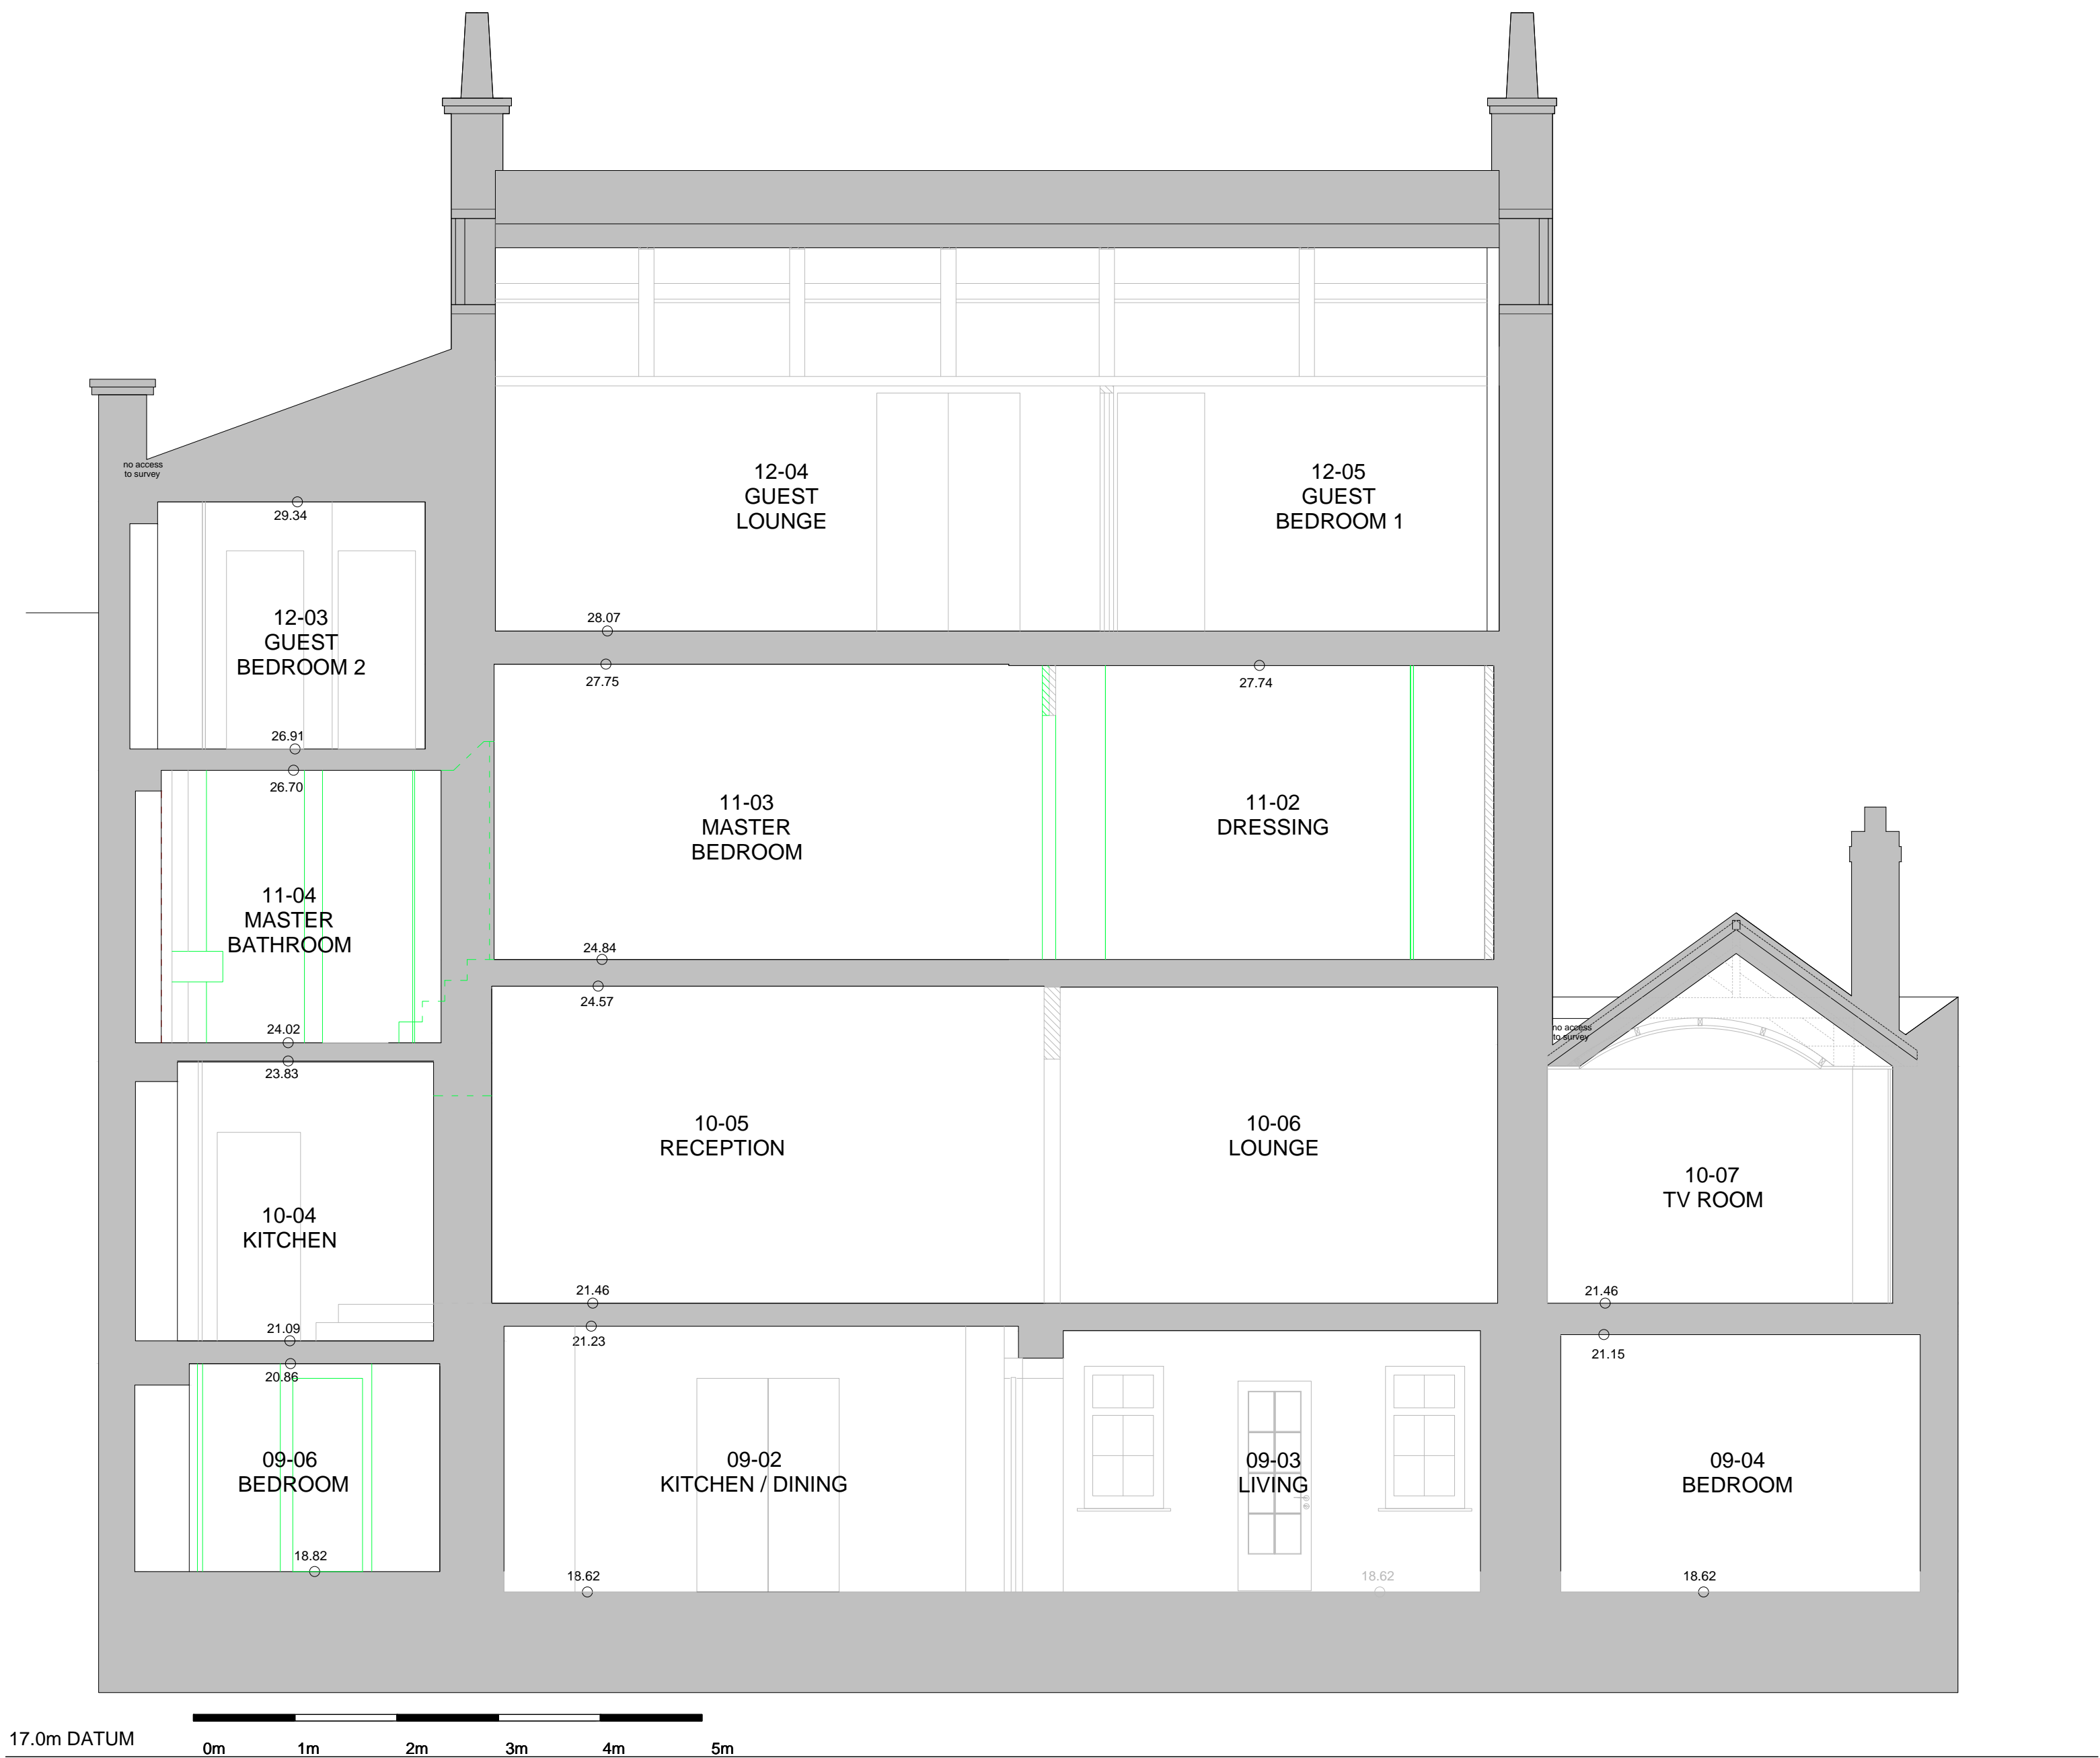 no access
to survey
29.34
12-03
GUEST
BEDROOM 2
26.91
12-04
GUEST
LOUNGE
12-05
GUEST
BEDROOM 1
28.07
27.75
27.74
26.70
11-04
MASTER
BATHROOM
24.02
11-03
MASTER
BEDROOM
11-02
DRESSING
24.84
24.57
23.83
10-04
KITCHEN
21.09
10-05
RECEPTION
10-06
LOUNGE
21.46
no access
to survey
10-07
TV ROOM
21.46
20.86
09-06
BEDROOM
18.82
21.23
09-02
KITCHEN / DINING
18.62
09-03
LIVING
18.62
21.15
09-04
BEDROOM
18.62
17.0m DATUM
0m 1m 2m 3m 4m 5m